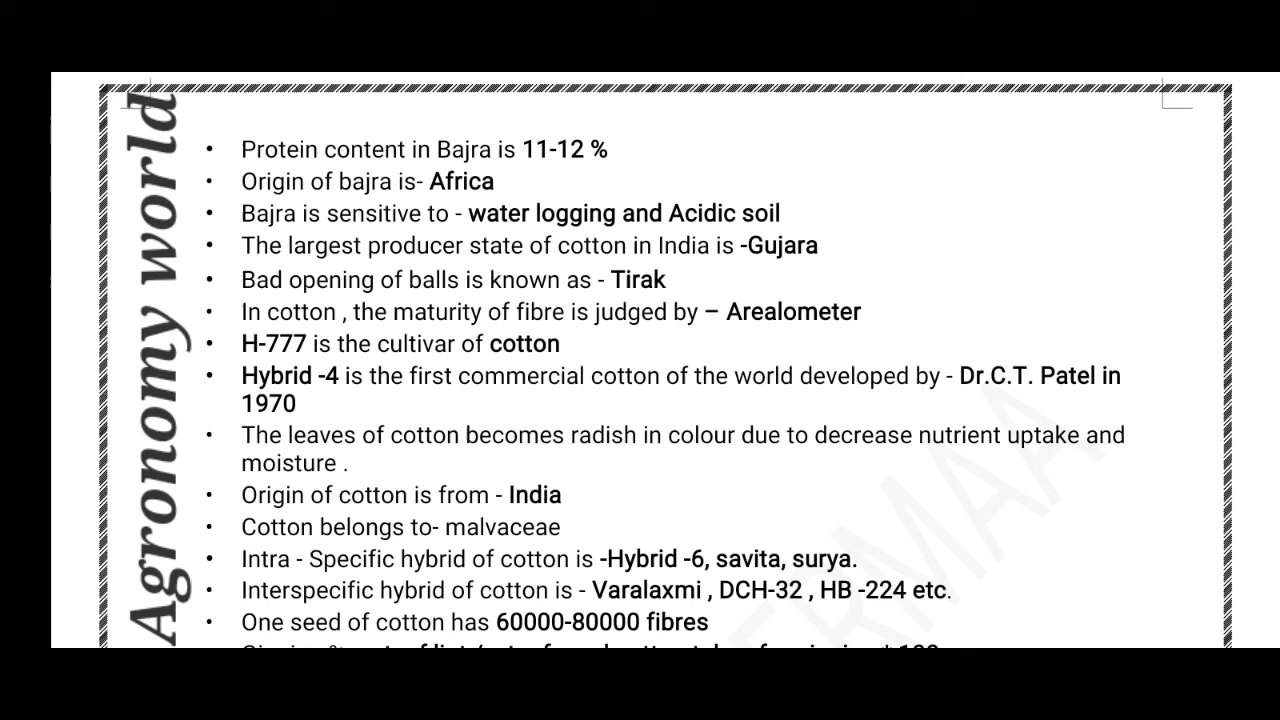 Agronomy world
• Protein content in Bajra is 11-12 %
• Origin of bajra is- Africa
• Bajra is sensitive to - water logging and Acidic soil
• The largest producer state of cotton in India is -Gujara
• Bad opening of balls is known as - Tirak
• In cotton , the maturity of fibre is judged by – Arealometer
• H-777 is the cultivar of cotton
• Hybrid -4 is the first commercial cotton of the world developed by - Dr.C.T. Patel in
1970
• The leaves of cotton becomes radish in colour due to decrease nutrient uptake and
moisture .
• Origin of cotton is from - India
• Cotton belongs to- malvaceae
• Intra - Specific hybrid of cotton is -Hybrid -6, savita, surya.
• Interspecific hybrid of cotton is - Varalaxmi , DCH-32 , HB -224 etc.
• One seed of cotton has 60000-80000 fibres